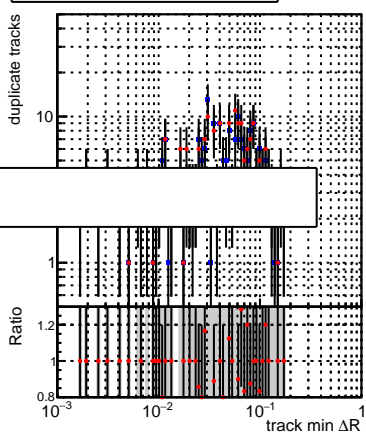 duplicate tracks
10
1
Ratio
1.2
1
0.8
10⁻³ 10⁻² 10⁻¹ 1
track min ΔR